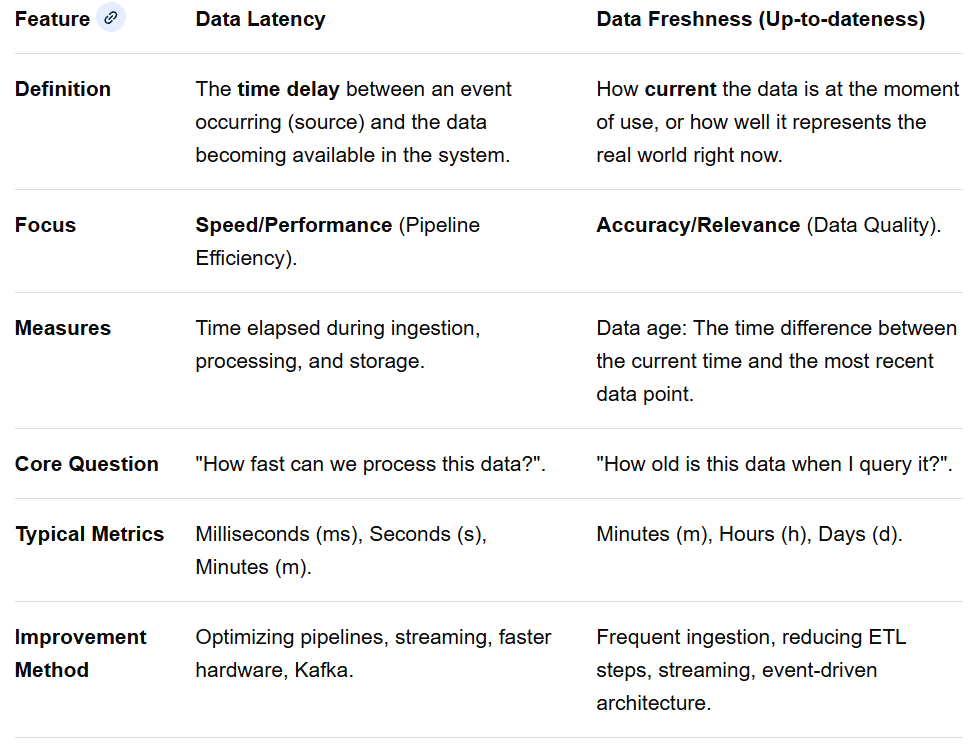 Feature Data Latency Data Freshness (Up-to-dateness)
Definition
The time delay between an event
occurring (source) and the data
becoming available in the system.
How current the data is at the moment
of use, or how well it represents the
real world right now.
Focus
Speed/Performance (Pipeline
Efficiency).
Accuracy/Relevance (Data Quality).
Measures
Time elapsed during ingestion,
processing, and storage.
Data age: The time difference between
the current time and the most recent
data point.
Core Question
"How fast can we process this data?".
"How old is this data when I query it?".
Typical Metrics
Milliseconds (ms), Seconds (s),
Minutes (m).
Minutes (m), Hours (h), Days (d).
Improvement
Method
Optimizing pipelines, streaming, faster
hardware, Kafka.
Frequent ingestion, reducing ETL
steps, streaming, event-driven
architecture.